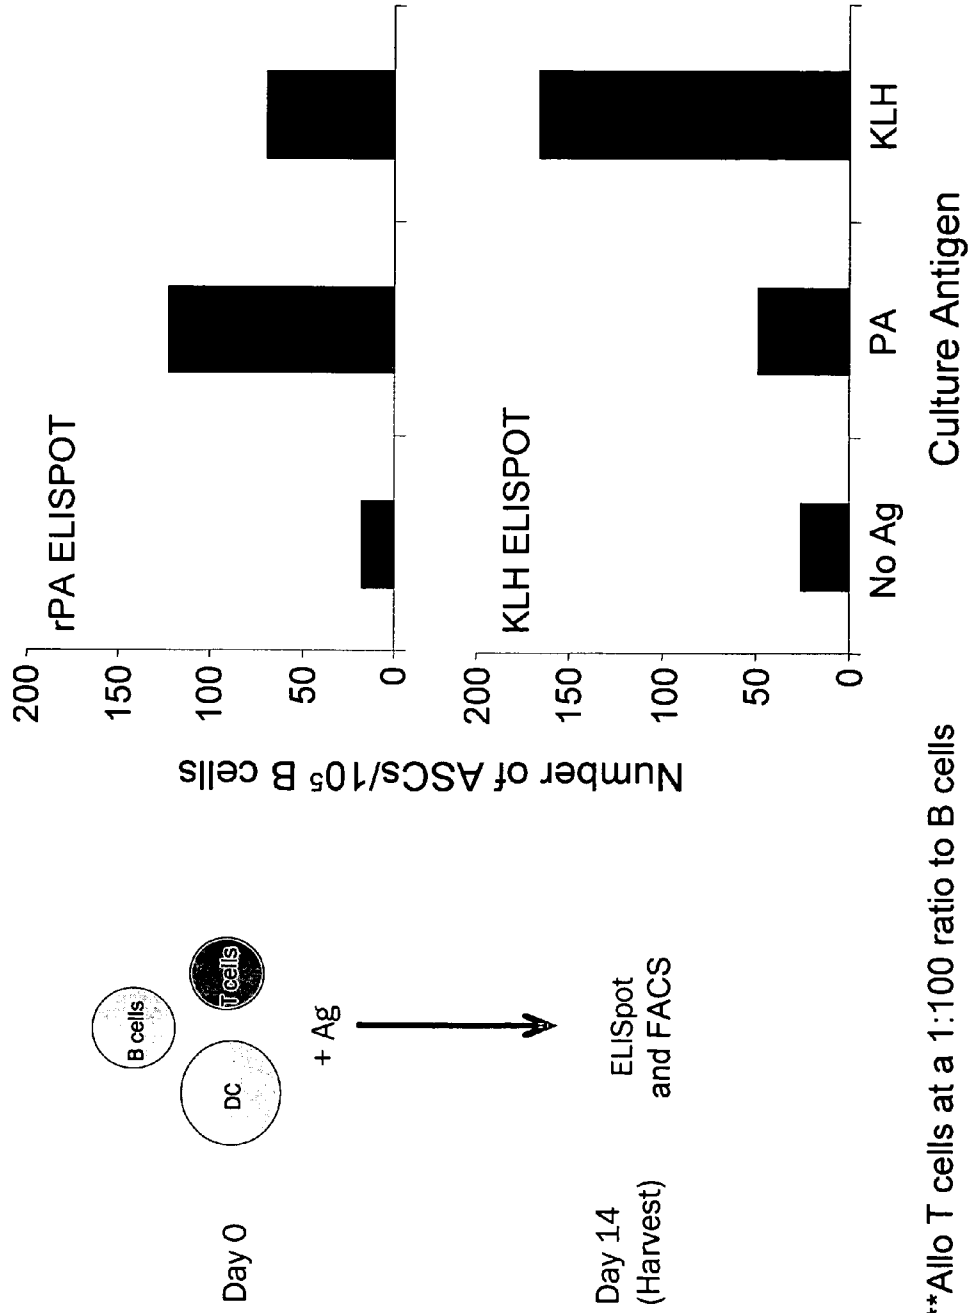 Day 0
B cells
DC
T cells
+ Ag
Day 14
(Harvest)
ELISpot
and FACS
**Allo T cells at a 1:100 ratio to B cells
Number of ASCs/10⁵ B cells
rPA ELISPOT
200
150
100
50
0
KLH ELISPOT
200
150
100
50
0
No Ag
PA
KLH
Culture Antigen